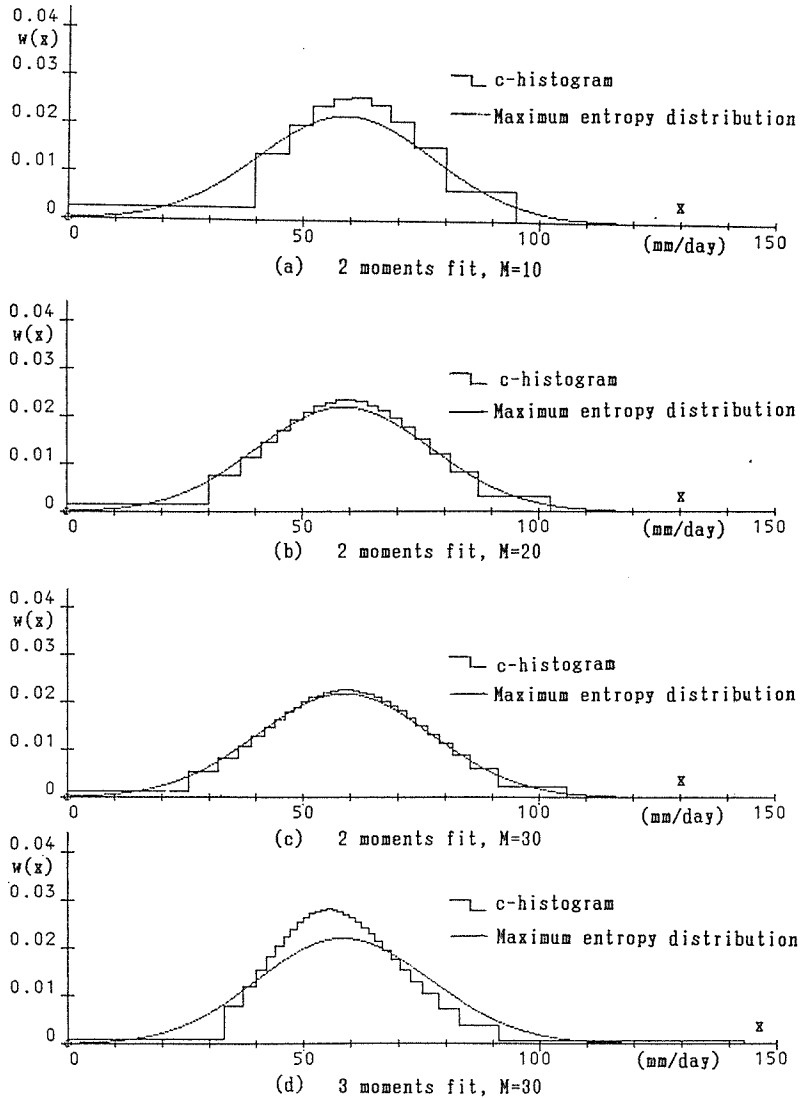 0.04
w(x)
0.03
0.02
0.01
0
c-histogram
Maximum entropy distribution
x
0 50 100 150
(mm/day)
(a) 2 moments fit, M=10
0.04
w(x)
0.03
0.02
0.01
0
c-histogram
Maximum entropy distribution
x
0 50 100 150
(mm/day)
(b) 2 moments fit, M=20
0.04
w(x)
0.03
0.02
0.01
0
c-histogram
Maximum entropy distribution
x
0 50 100 150
(mm/day)
(c) 2 moments fit, M=30
0.04
w(x)
0.03
0.02
0.01
0
c-histogram
Maximum entropy distribution
x
0 50 100 150
(mm/day)
(d) 3 moments fit, M=30